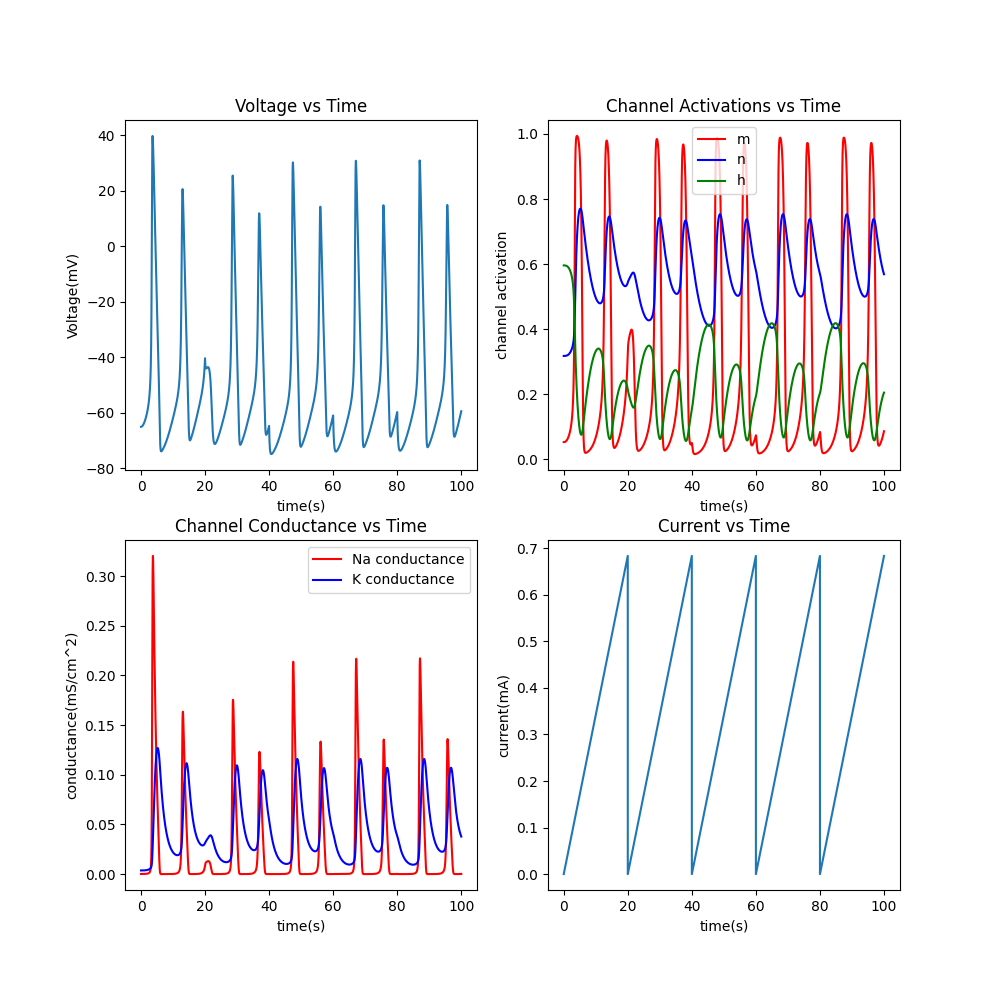 Voltage vs Time
Voltage(mV)
40
20
0
−20
−40
−60
−80
0 20 40 60 80 100
time(s)
Channel Activations vs Time
channel activation
1.0
0.8
0.6
0.4
0.2
0.0
m
n
h
0 20 40 60 80 100
time(s)
Channel Conductance vs Time
conductance(mS/cm^2)
0.30
0.25
0.20
0.15
0.10
0.05
0.00
Na conductance
K conductance
0 20 40 60 80 100
time(s)
Current vs Time
current(mA)
0.7
0.6
0.5
0.4
0.3
0.2
0.1
0.0
0 20 40 60 80 100
time(s)